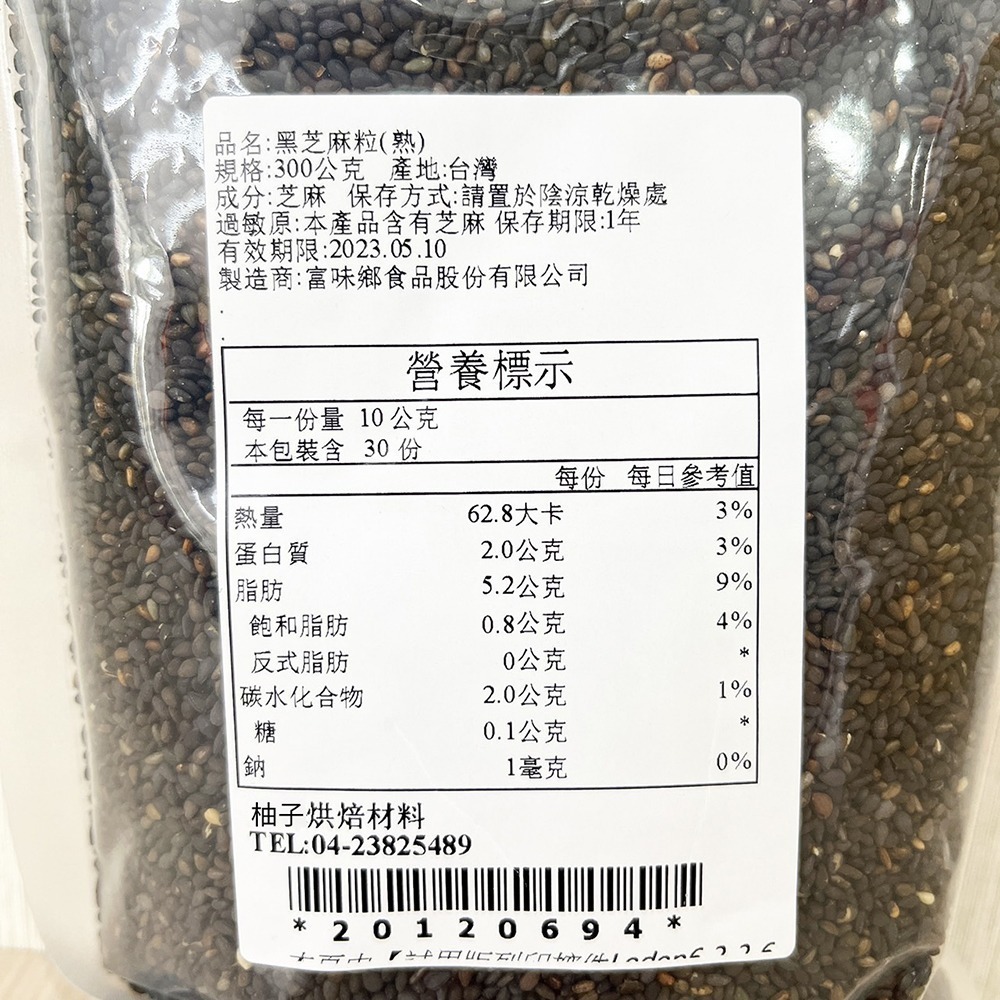 品名:黑芝麻粒(熟)
規格:300公克 產地:台灣
成分:芝麻 保存方式:請置於陰涼乾燥處
過敏原:本產品含有芝麻 保存期限:1年
有效期限:2023.05.10
製造商:富味鄉食品股份有限公司
營養標示
每一份量 10公克
本包裝含 30 份
每份 每日參考值
熱量 62.8大卡 3%
蛋白質 2.0公克 3%
脂肪 5.2公克 9%
飽和脂肪 0.8公克 4%
反式脂肪 0公克 *
碳水化合物 2.0公克 1%
糖 0.1公克 *
鈉 1毫克 0%
柚子烘焙材料
TEL:04-23825489
*20120694*